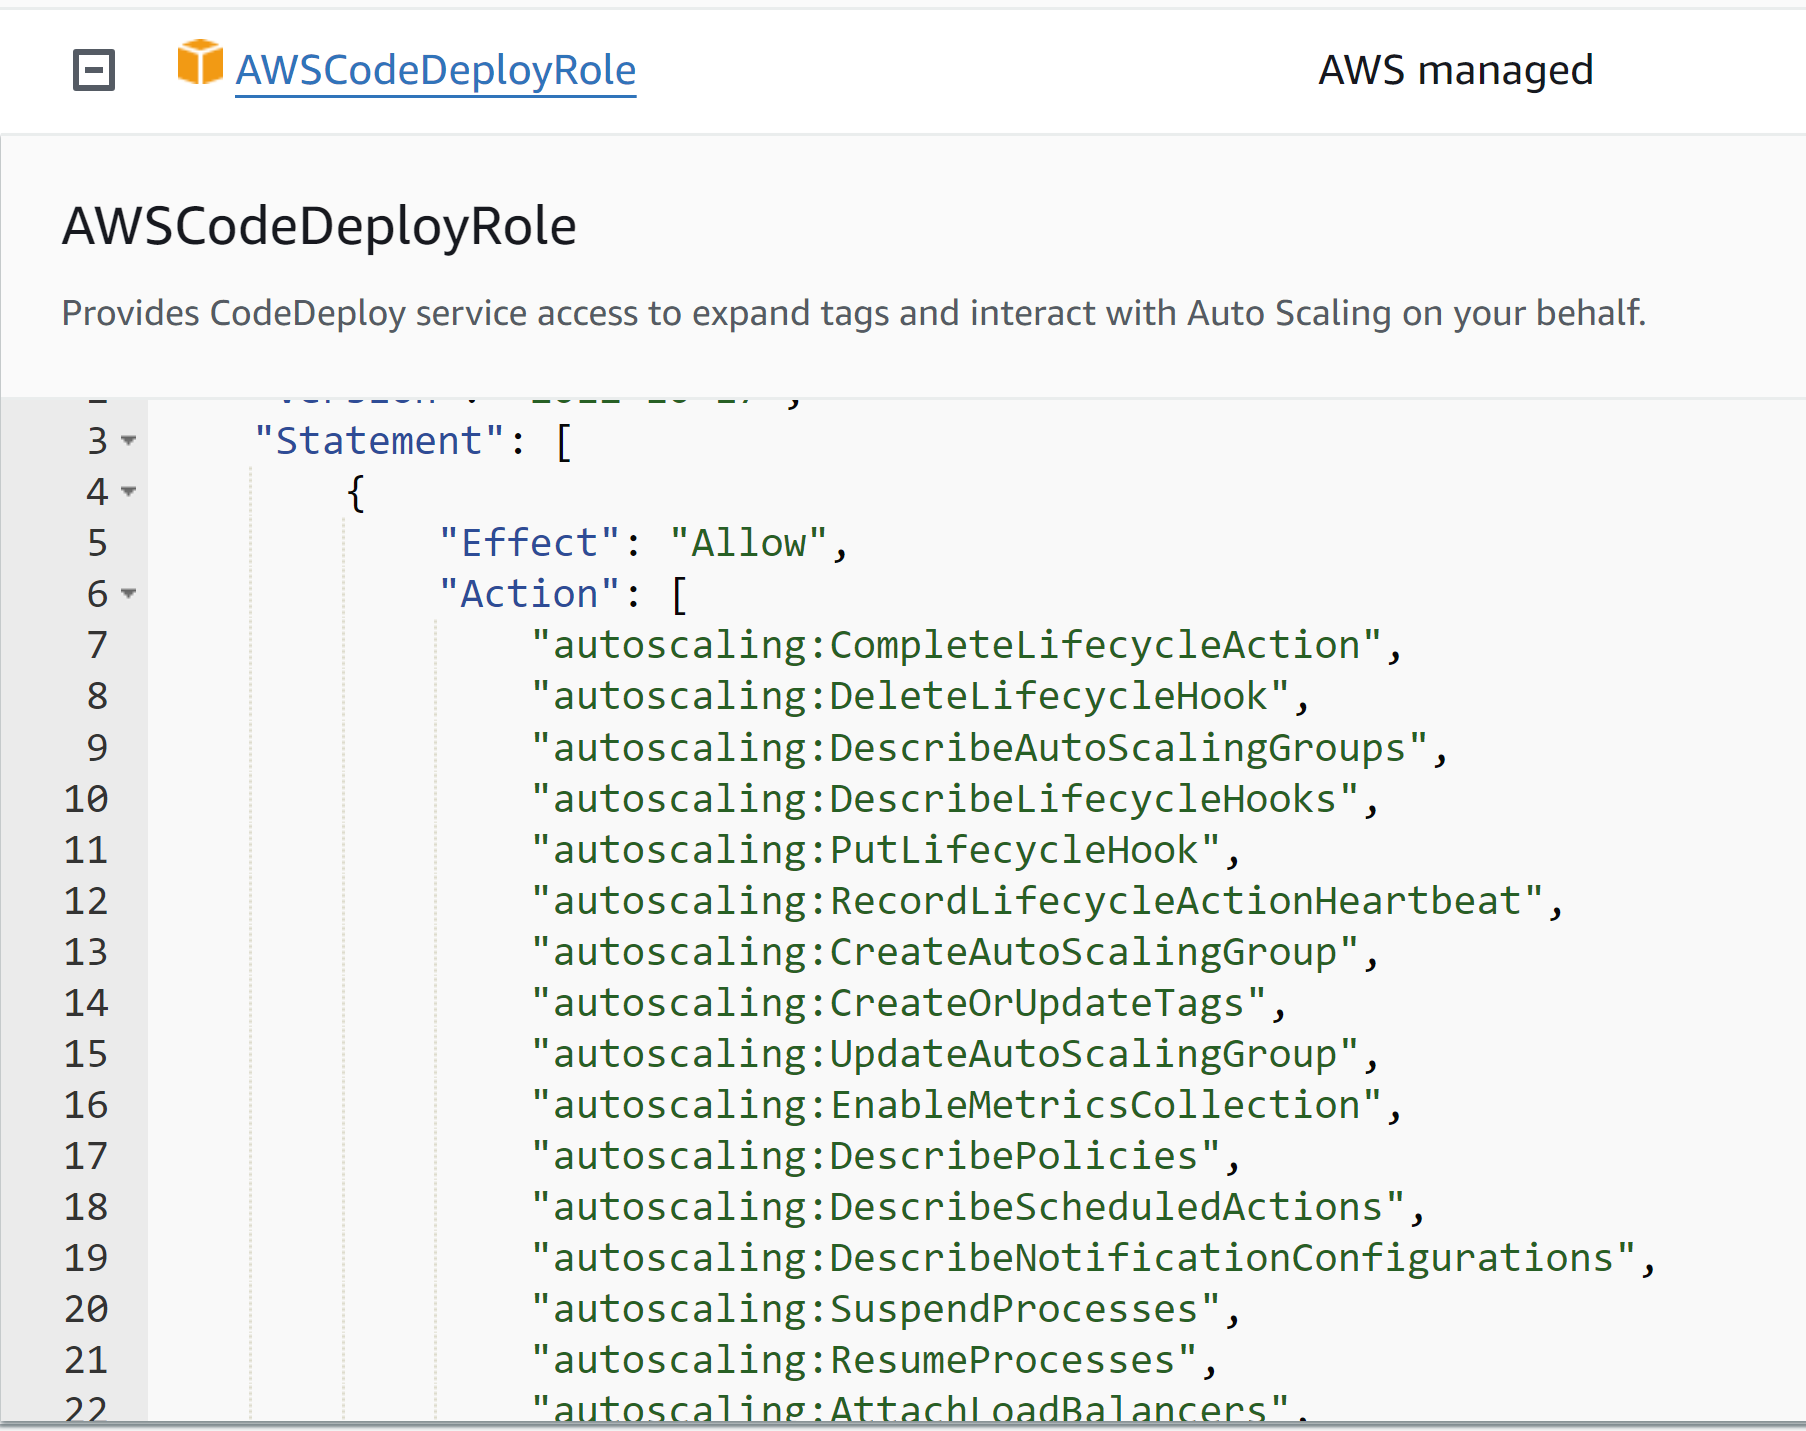 AWSCodeDeployRole AWS managed
AWSCodeDeployRole
Provides CodeDeploy service access to expand tags and interact with Auto Scaling on your behalf.
3 "Statement": [
4 {
5 "Effect": "Allow",
6 "Action": [
7 "autoscaling:CompleteLifecycleAction",
8 "autoscaling:DeleteLifecycleHook",
9 "autoscaling:DescribeAutoScalingGroups",
10 "autoscaling:DescribeLifecycleHooks",
11 "autoscaling:PutLifecycleHook",
12 "autoscaling:RecordLifecycleActionHeartbeat",
13 "autoscaling:CreateAutoScalingGroup",
14 "autoscaling:CreateOrUpdateTags",
15 "autoscaling:UpdateAutoScalingGroup",
16 "autoscaling:EnableMetricsCollection",
17 "autoscaling:DescribePolicies",
18 "autoscaling:DescribeScheduledActions",
19 "autoscaling:DescribeNotificationConfigurations",
20 "autoscaling:SuspendProcesses",
21 "autoscaling:ResumeProcesses",
22 "autoscaling:AttachLoadBalancers",